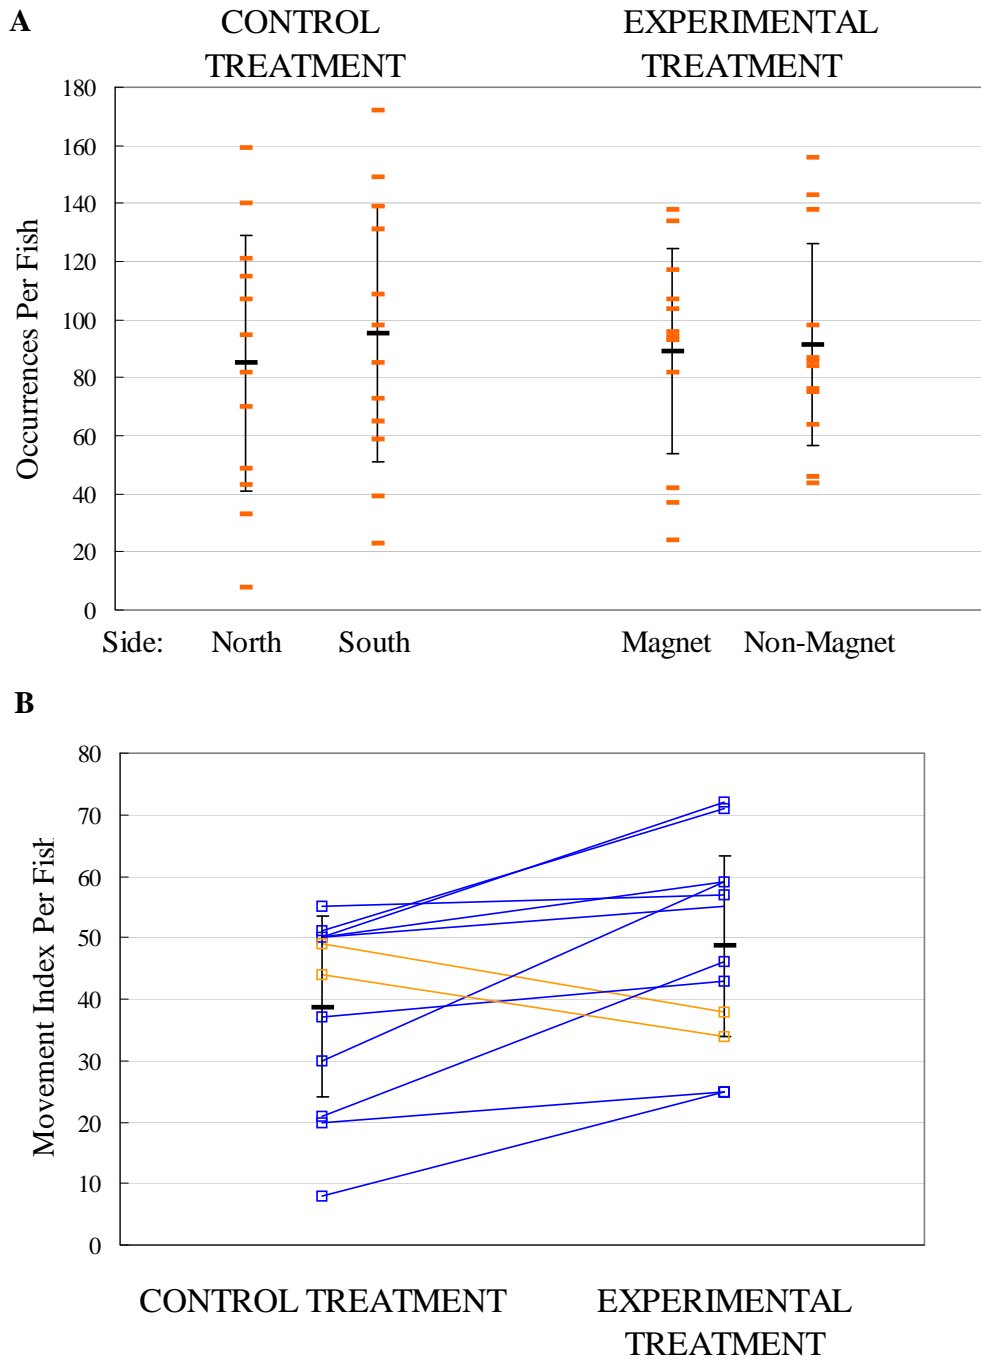 A
CONTROL
TREATMENT
EXPERIMENTAL
TREATMENT
Occurrences Per Fish
180
160
140
120
100
80
60
40
20
0
Side: North South Magnet Non-Magnet
B
Movement Index Per Fish
80
70
60
50
40
30
20
10
0
CONTROL TREATMENT
EXPERIMENTAL
TREATMENT